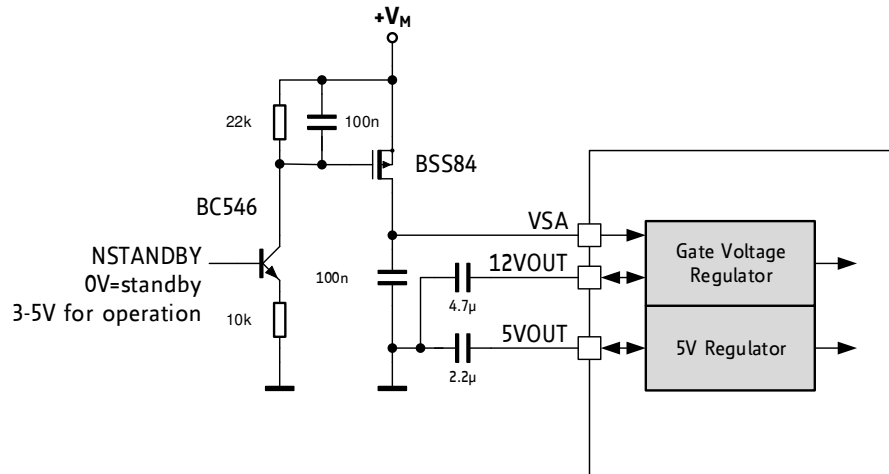 +VM
22k
100n
BSS84
BC546
VSA
NSTANDBY
0V=standby
3-5V for operation
100n
12VOUT
4.7µ
Gate Voltage
Regulator
10k
5VOUT
2.2µ
5V Regulator